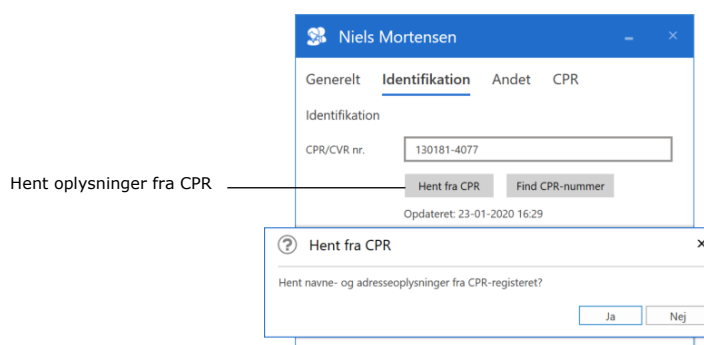 Niels Mortensen
Generelt Identifikation Andet CPR
Identifikation
CPR/CVR nr. 130181-4077
Hent oplysninger fra CPR
Hent fra CPR Find CPR-nummer
Opdateret: 23-01-2020 16:29
Hent fra CPR
Hent navne- og adresseoplysninger fra CPR-registeret?
Ja Nej